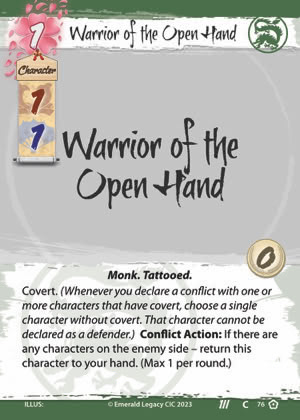 1
Warrior of the Open Hand
Character
1
1
Warrior of the
Open Hand
0
Monk. Tattooed.
Covert. (Whenever you declare a conflict with one or
more characters that have covert, choose a single
character without covert. That character cannot be
declared as a defender.) Conflict Action: If there are
any characters on the enemy side – return this
character to your hand. (Max 1 per round.)
ILLUS:
© Emerald Legacy CIC 2023
C
76